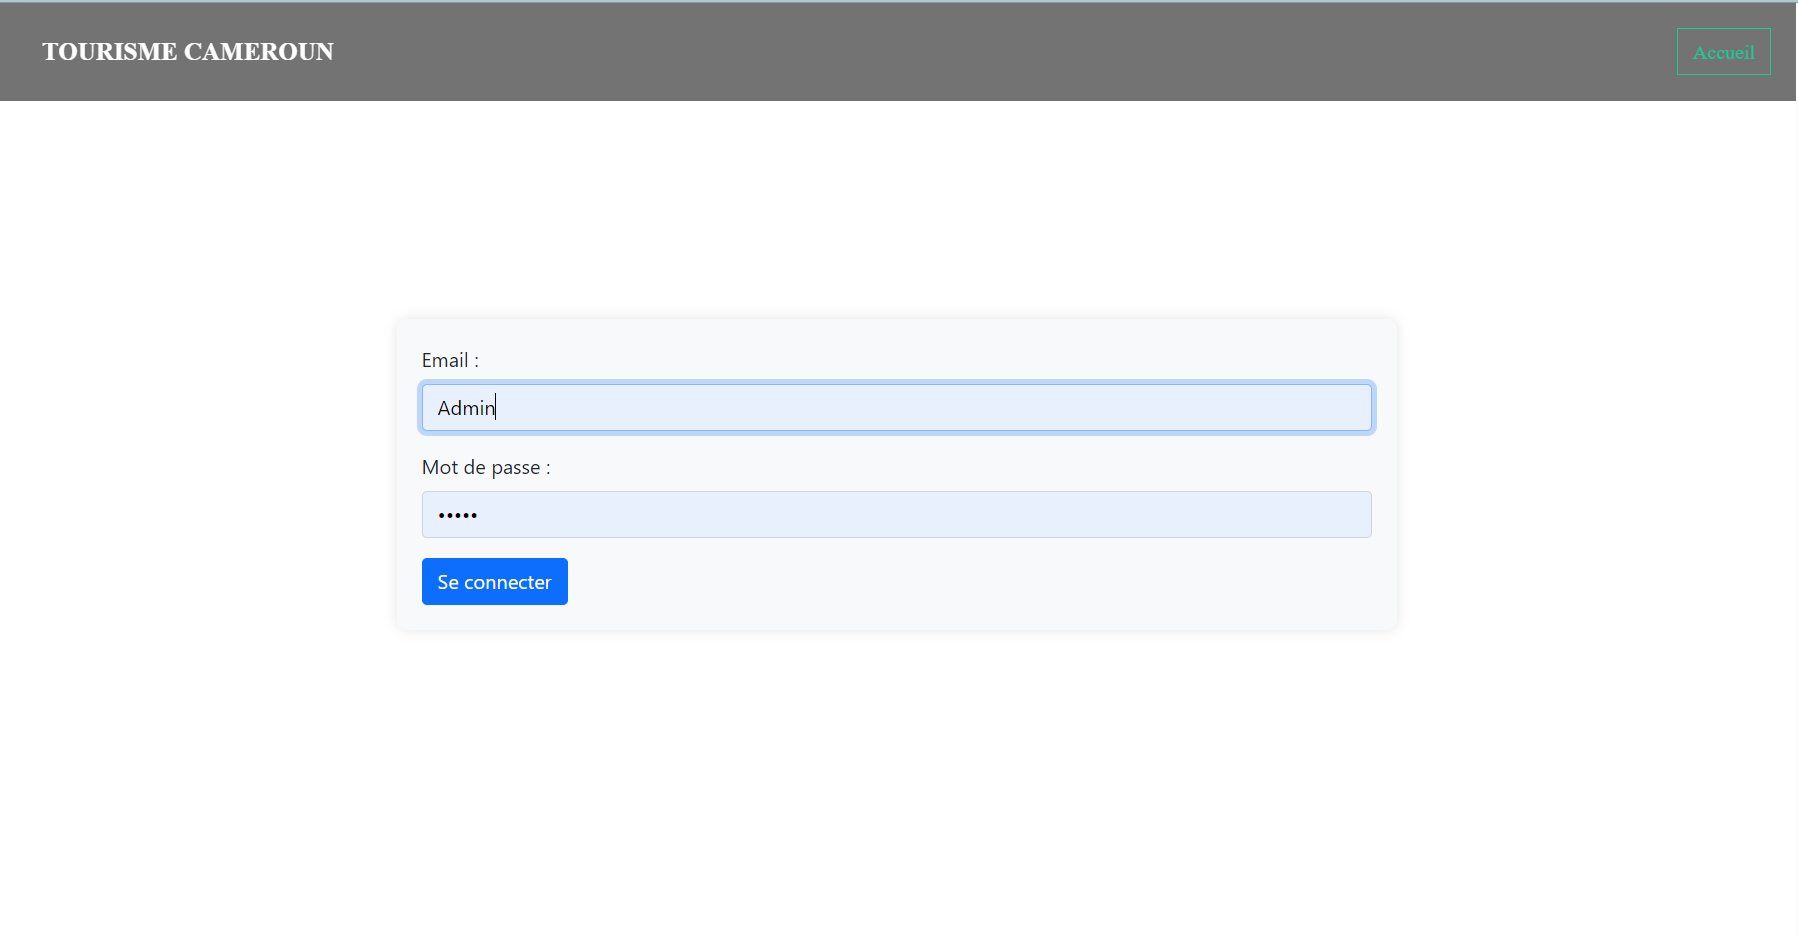 TOURISME CAMEROUN
Accueil
Email :
Admin
Mot de passe :
•••••
Se connecter